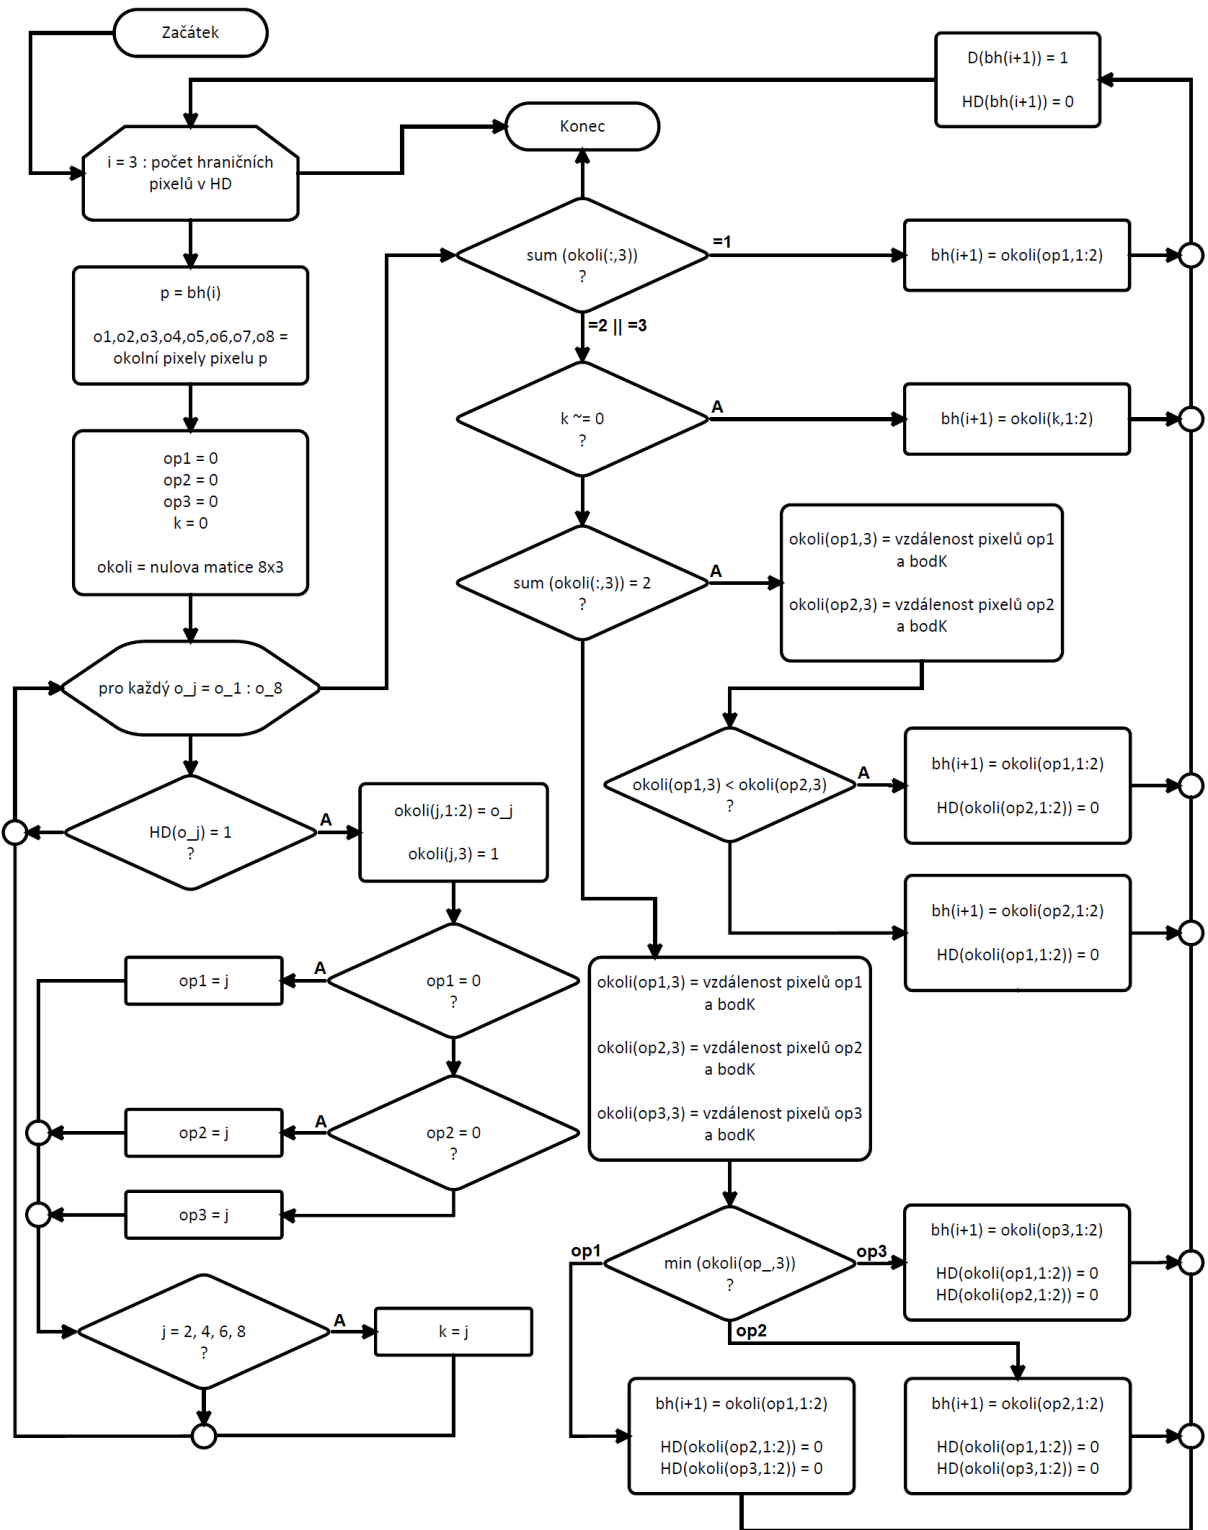 Začátek
D(bh(i+1)) = 1
HD(bh(i+1)) = 0
Konec
i = 3 : počet hraničních
pixelů v HD
sum (okoli(:,3))
?
=1
bh(i+1) = okoli(op1,1:2)
p = bh(i)
o1,o2,o3,o4,o5,o6,o7,o8 =
okolní pixely pixelu p
=2 || =3
k ~= 0
?
A
bh(i+1) = okoli(k,1:2)
op1 = 0
op2 = 0
op3 = 0
k = 0
okoli = nulova matice 8x3
sum (okoli(:,3)) = 2
?
A
okoli(op1,3) = vzdálenost pixelů op1
a bodK
okoli(op2,3) = vzdálenost pixelů op2
a bodK
pro každý o_j = o_1 : o_8
okoli(op1,3) < okoli(op2,3)
?
A
bh(i+1) = okoli(op1,1:2)
HD(okoli(op2,1:2)) = 0
HD(o_j) = 1
?
A
okoli(j,1:2) = o_j
okoli(j,3) = 1
bh(i+1) = okoli(op2,1:2)
HD(okoli(op1,1:2)) = 0
op1 = j
A
op1 = 0
?
okoli(op1,3) = vzdálenost pixelů op1
a bodK
okoli(op2,3) = vzdálenost pixelů op2
a bodK
okoli(op3,3) = vzdálenost pixelů op3
a bodK
op2 = j
A
op2 = 0
?
op3 = j
op1
min (okoli(op_,3))
?
op3
op2
bh(i+1) = okoli(op3,1:2)
HD(okoli(op1,1:2)) = 0
HD(okoli(op2,1:2)) = 0
j = 2, 4, 6, 8
?
A
k = j
bh(i+1) = okoli(op1,1:2)
HD(okoli(op2,1:2)) = 0
HD(okoli(op3,1:2)) = 0
bh(i+1) = okoli(op2,1:2)
HD(okoli(op1,1:2)) = 0
HD(okoli(op3,1:2)) = 0